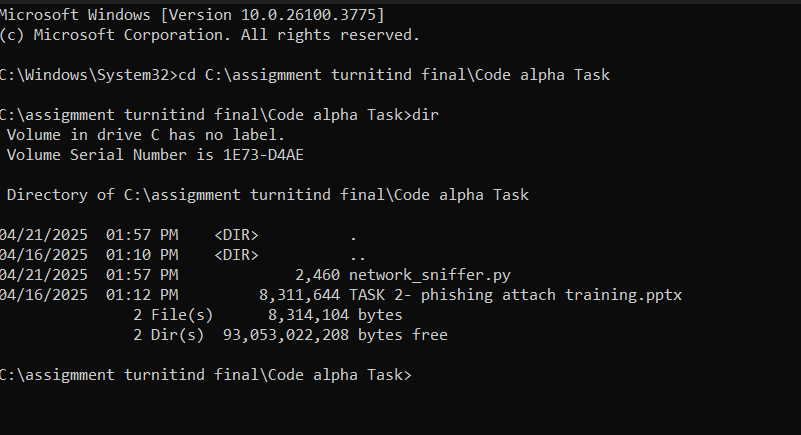 Microsoft Windows [Version 10.0.26100.3775]
(c) Microsoft Corporation. All rights reserved.
C:\Windows\System32>cd C:\assigmment turnitind final\Code alpha Task
C:\assigmment turnitind final\Code alpha Task>dir
Volume in drive C has no label.
Volume Serial Number is 1E73-D4AE
Directory of C:\assigmment turnitind final\Code alpha Task
04/21/2025  01:57 PM    <DIR>          .
04/16/2025  01:10 PM    <DIR>          ..
04/21/2025  01:57 PM             2,460 network_sniffer.py
04/16/2025  01:12 PM         8,311,644 TASK 2- phishing attach training.pptx
2 File(s)      8,314,104 bytes
2 Dir(s)  93,053,022,208 bytes free
C:\assigmment turnitind final\Code alpha Task>